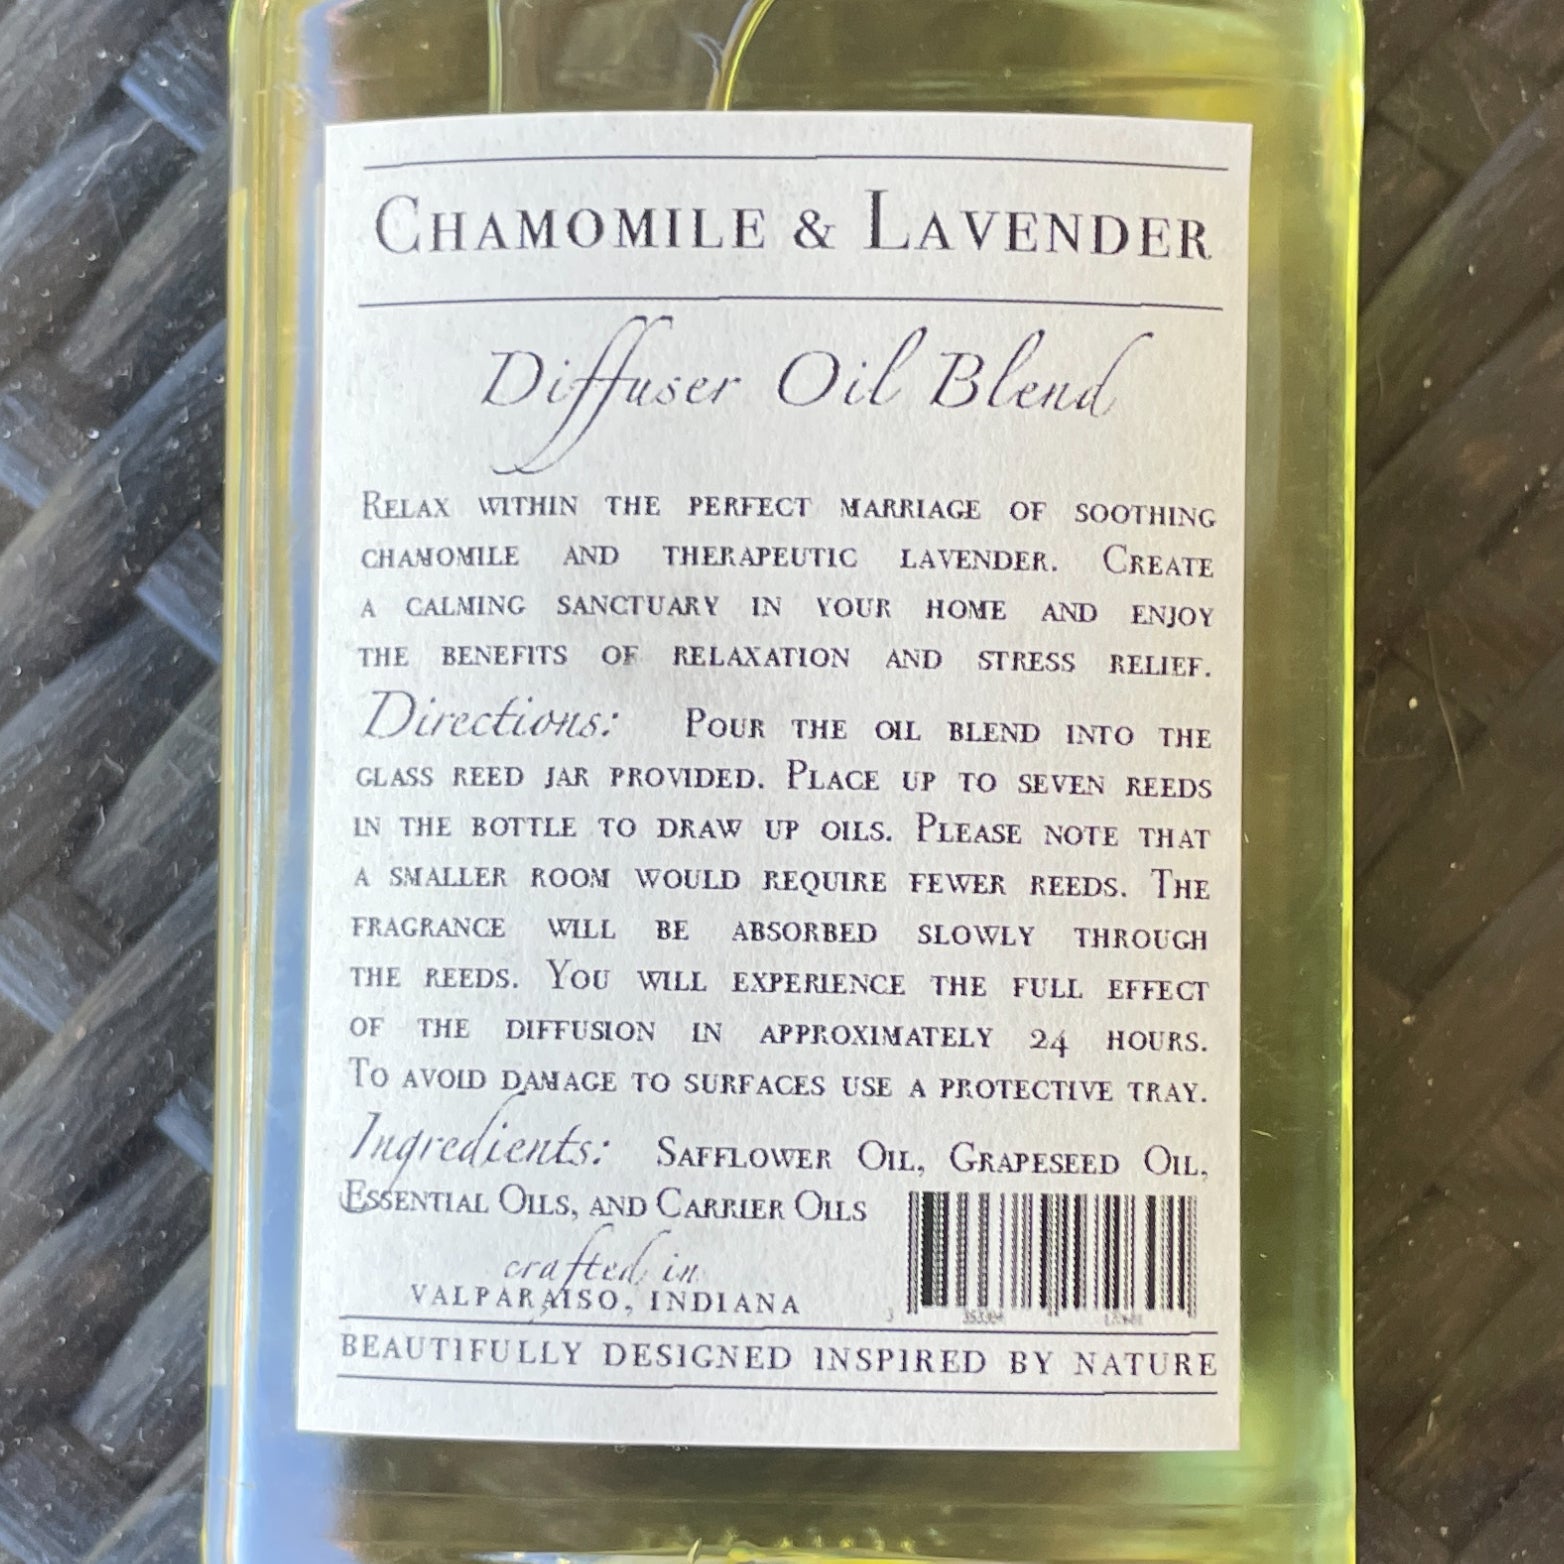 CHAMOMILE & LAVENDER
Diffuser Oil Blend
RELAX WITHIN THE PERFECT MARRIAGE OF SOOTHING
CHAMOMILE AND THERAPEUTIC LAVENDER. CREATE
A CALMING SANCTUARY IN YOUR HOME AND ENJOY
THE BENEFITS OF RELAXATION AND STRESS RELIEF.
Directions: POUR THE OIL BLEND INTO THE
GLASS REED JAR PROVIDED. PLACE UP TO SEVEN REEDS
IN THE BOTTLE TO DRAW UP OILS. PLEASE NOTE THAT
A SMALLER ROOM WOULD REQUIRE FEWER REEDS. THE
FRAGRANCE WILL BE ABSORBED SLOWLY THROUGH
THE REEDS. YOU WILL EXPERIENCE THE FULL EFFECT
OF THE DIFFUSION IN APPROXIMATELY 24 HOURS.
TO AVOID DAMAGE TO SURFACES USE A PROTECTIVE TRAY.
Ingredients: SAFFLOWER OIL, GRAPESEED OIL,
ESSENTIAL OILS, AND CARRIER OILS
crafted in
VALPARAISO, INDIANA
BEAUTIFULLY DESIGNED INSPIRED BY NATURE